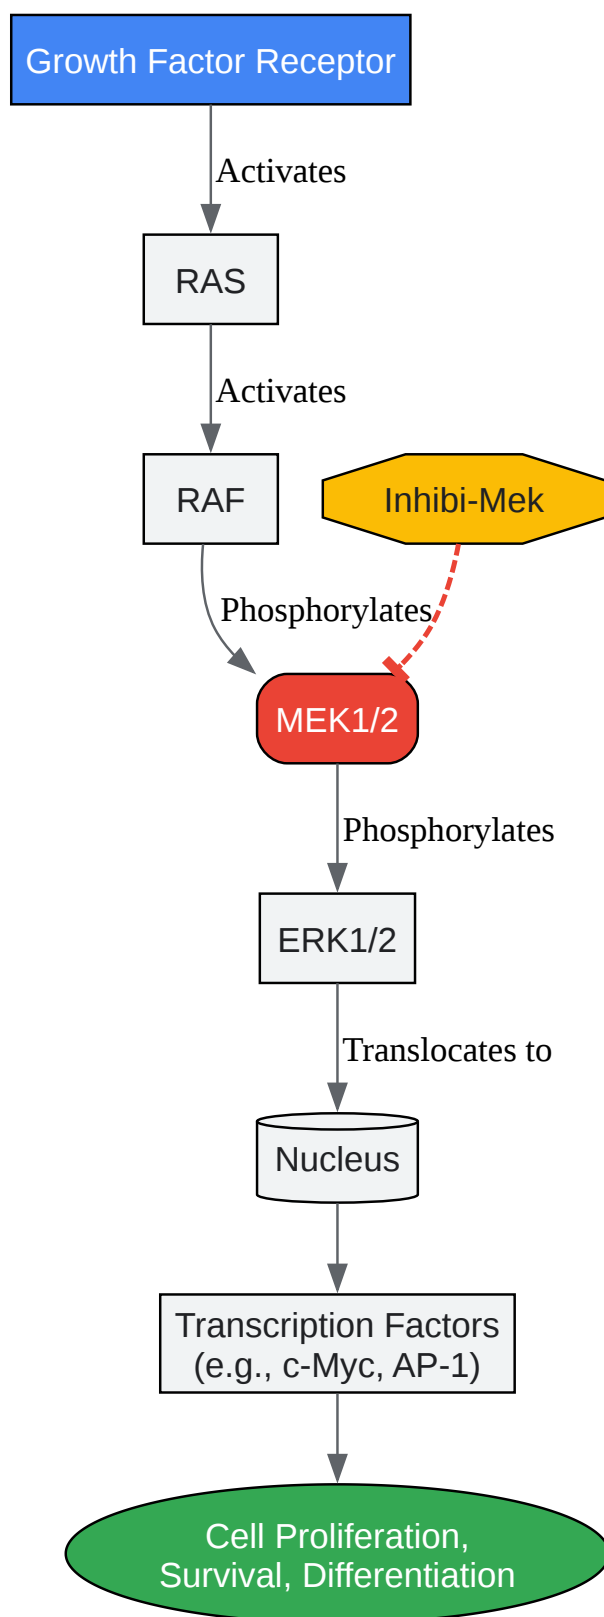 Growth Factor Receptor
Activates
RAS
Activates
RAF
Inhibi-Mek
Phosphorylates
MEK1/2
Phosphorylates
ERK1/2
Translocates to
Nucleus
Transcription Factors
(e.g., c-Myc, AP-1)
Cell Proliferation,
Survival, Differentiation